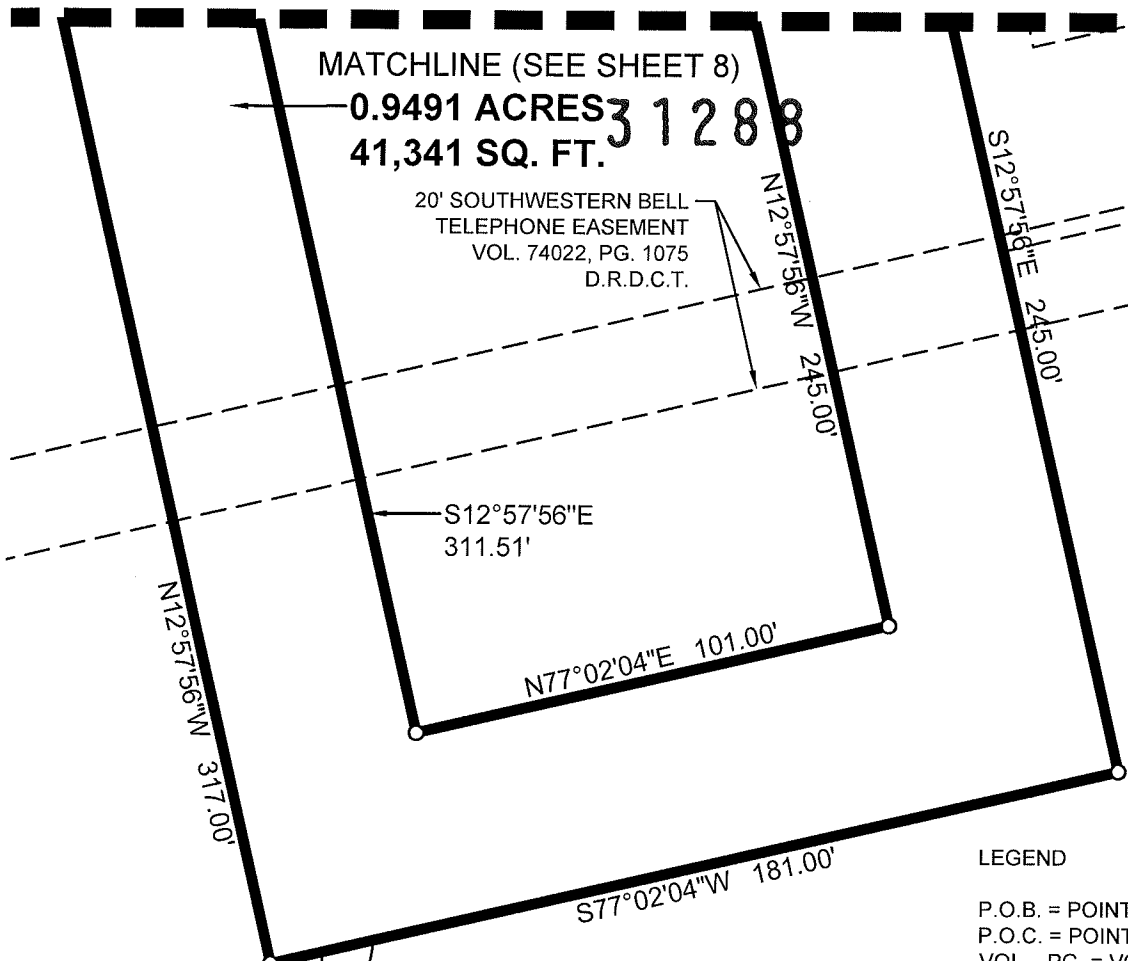 MATCHLINE (SEE SHEET 8)
0.9491 ACRES
41,341 SQ. FT.
31288
20' SOUTHWESTERN BELL
TELEPHONE EASEMENT
VOL. 74022, PG. 1075
D.R.D.C.T.
N12°57'56"W 245.00'
S12°57'56"E 245.00'
S12°57'56"E
311.51'
N12°57'56"W 317.00'
N77°02'04"E 101.00'
S77°02'04"W 181.00'
LEGEND
P.O.B. = POINT
P.O.C. = POINT
VOL., PG. =